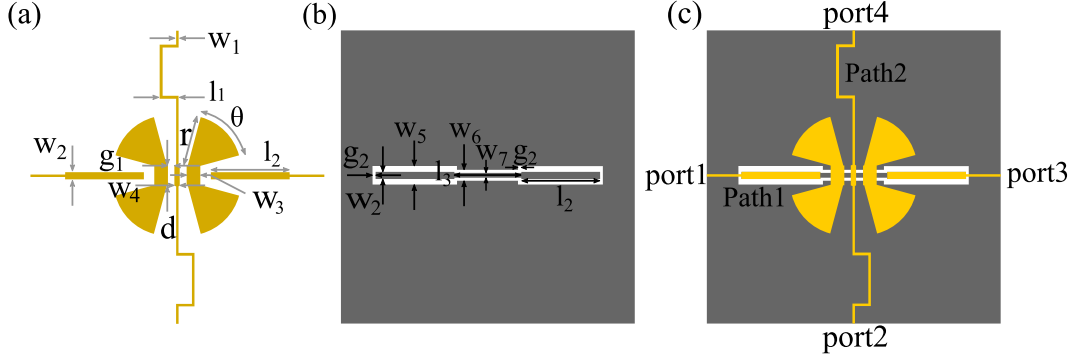 (a)
w₁
l₁
θ
r
w₂
g₁
l₂
w₄
w₃
d
(b)
w₅
w₆
g₂
w₇
g₂
l₃
w₂
l₂
(c)
port4
Path2
port1
port3
Path1
port2